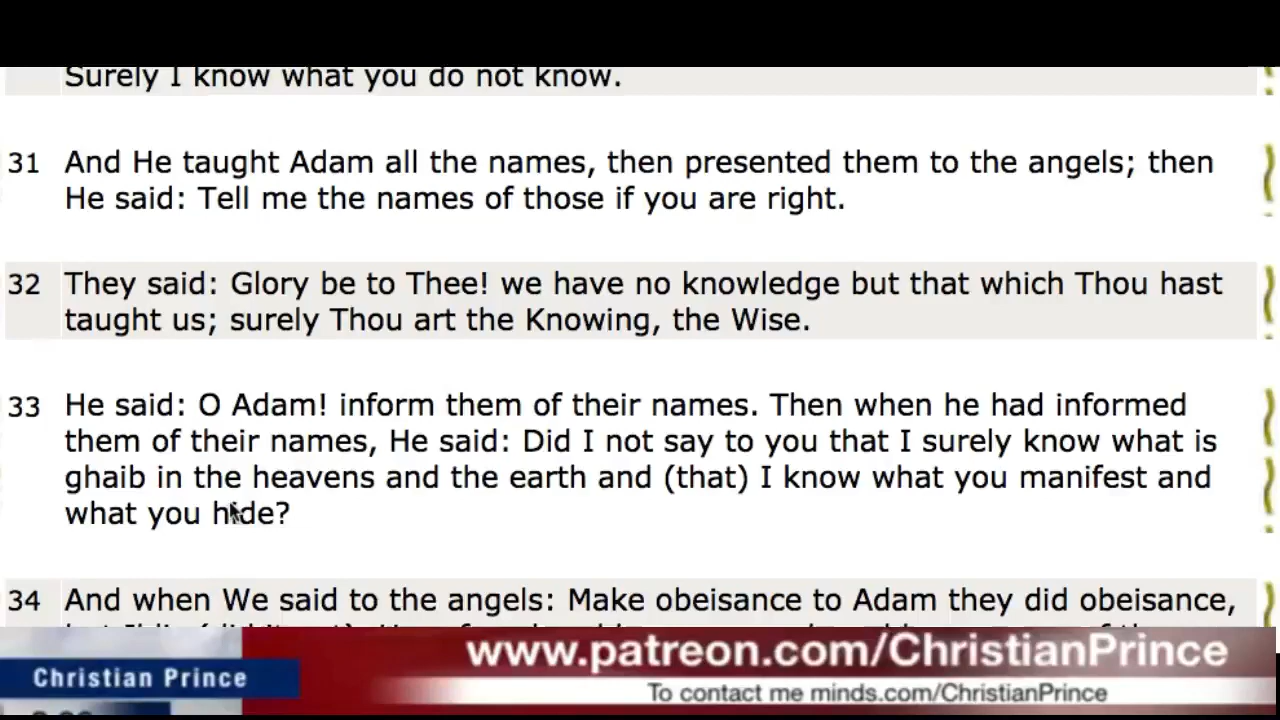 Surely I know what you do not know.
31 And He taught Adam all the names, then presented them to the angels; then
He said: Tell me the names of those if you are right.
32 They said: Glory be to Thee! we have no knowledge but that which Thou hast
taught us; surely Thou art the Knowing, the Wise.
33 He said: O Adam! inform them of their names. Then when he had informed
them of their names, He said: Did I not say to you that I surely know what is
ghaib in the heavens and the earth and (that) I know what you manifest and
what you hide?
34 And when We said to the angels: Make obeisance to Adam they did obeisance,
www.patreon.com/ChristianPrince
Christian Prince
To contact me minds.com/ChristianPrince